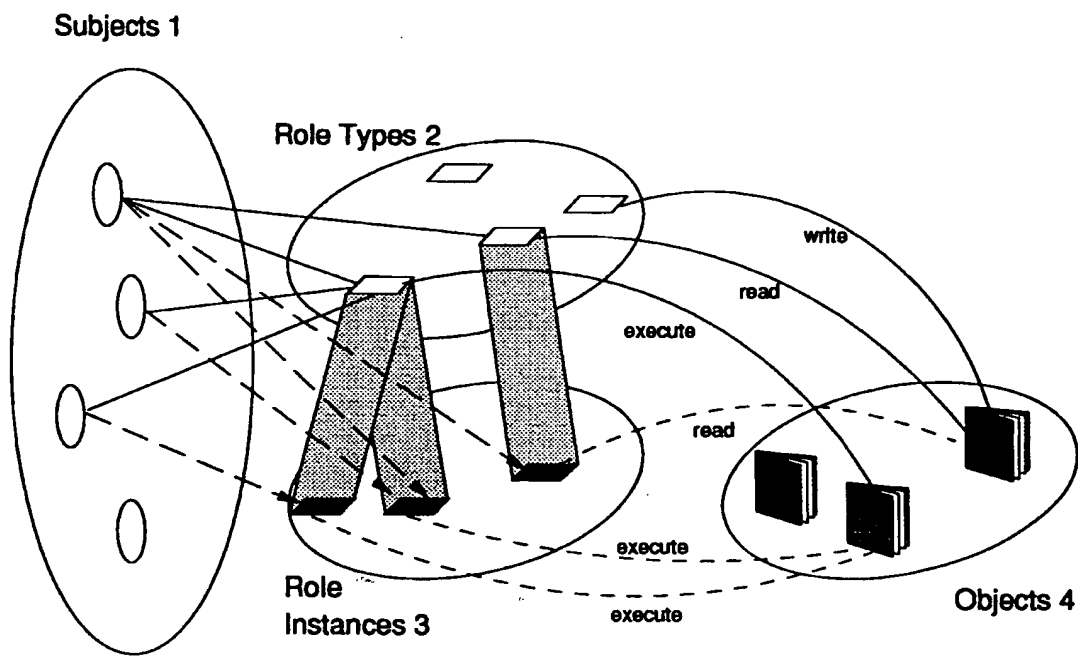 Subjects 1
Role Types 2
write
read
execute
read
execute
execute
Role
Instances 3
Objects 4